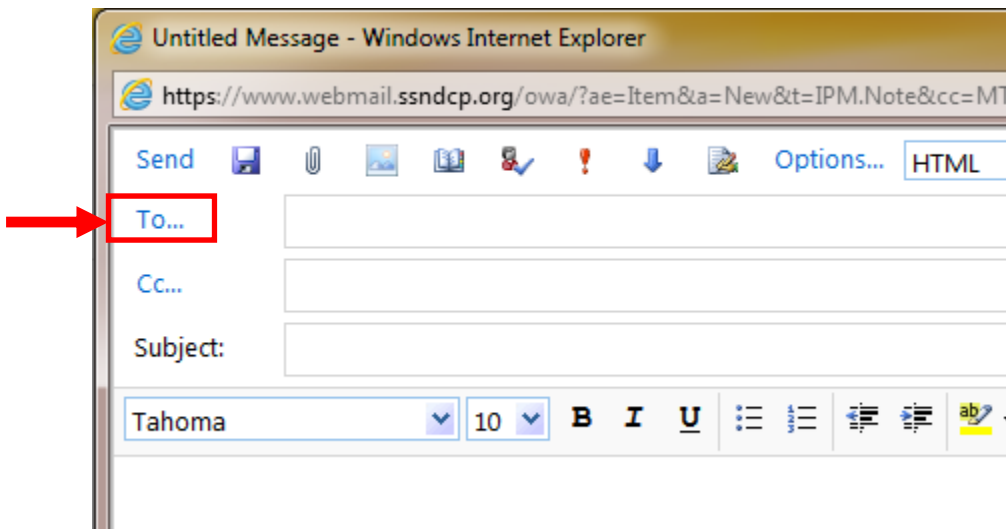 Untitled Message - Windows Internet Explorer
https://www.webmail.ssndcp.org/owa/?ae=Item&a=New&t=IPM.Note&cc=MT
Send Options... HTML
To...
Cc...
Subject:
Tahoma 10 B I U ab